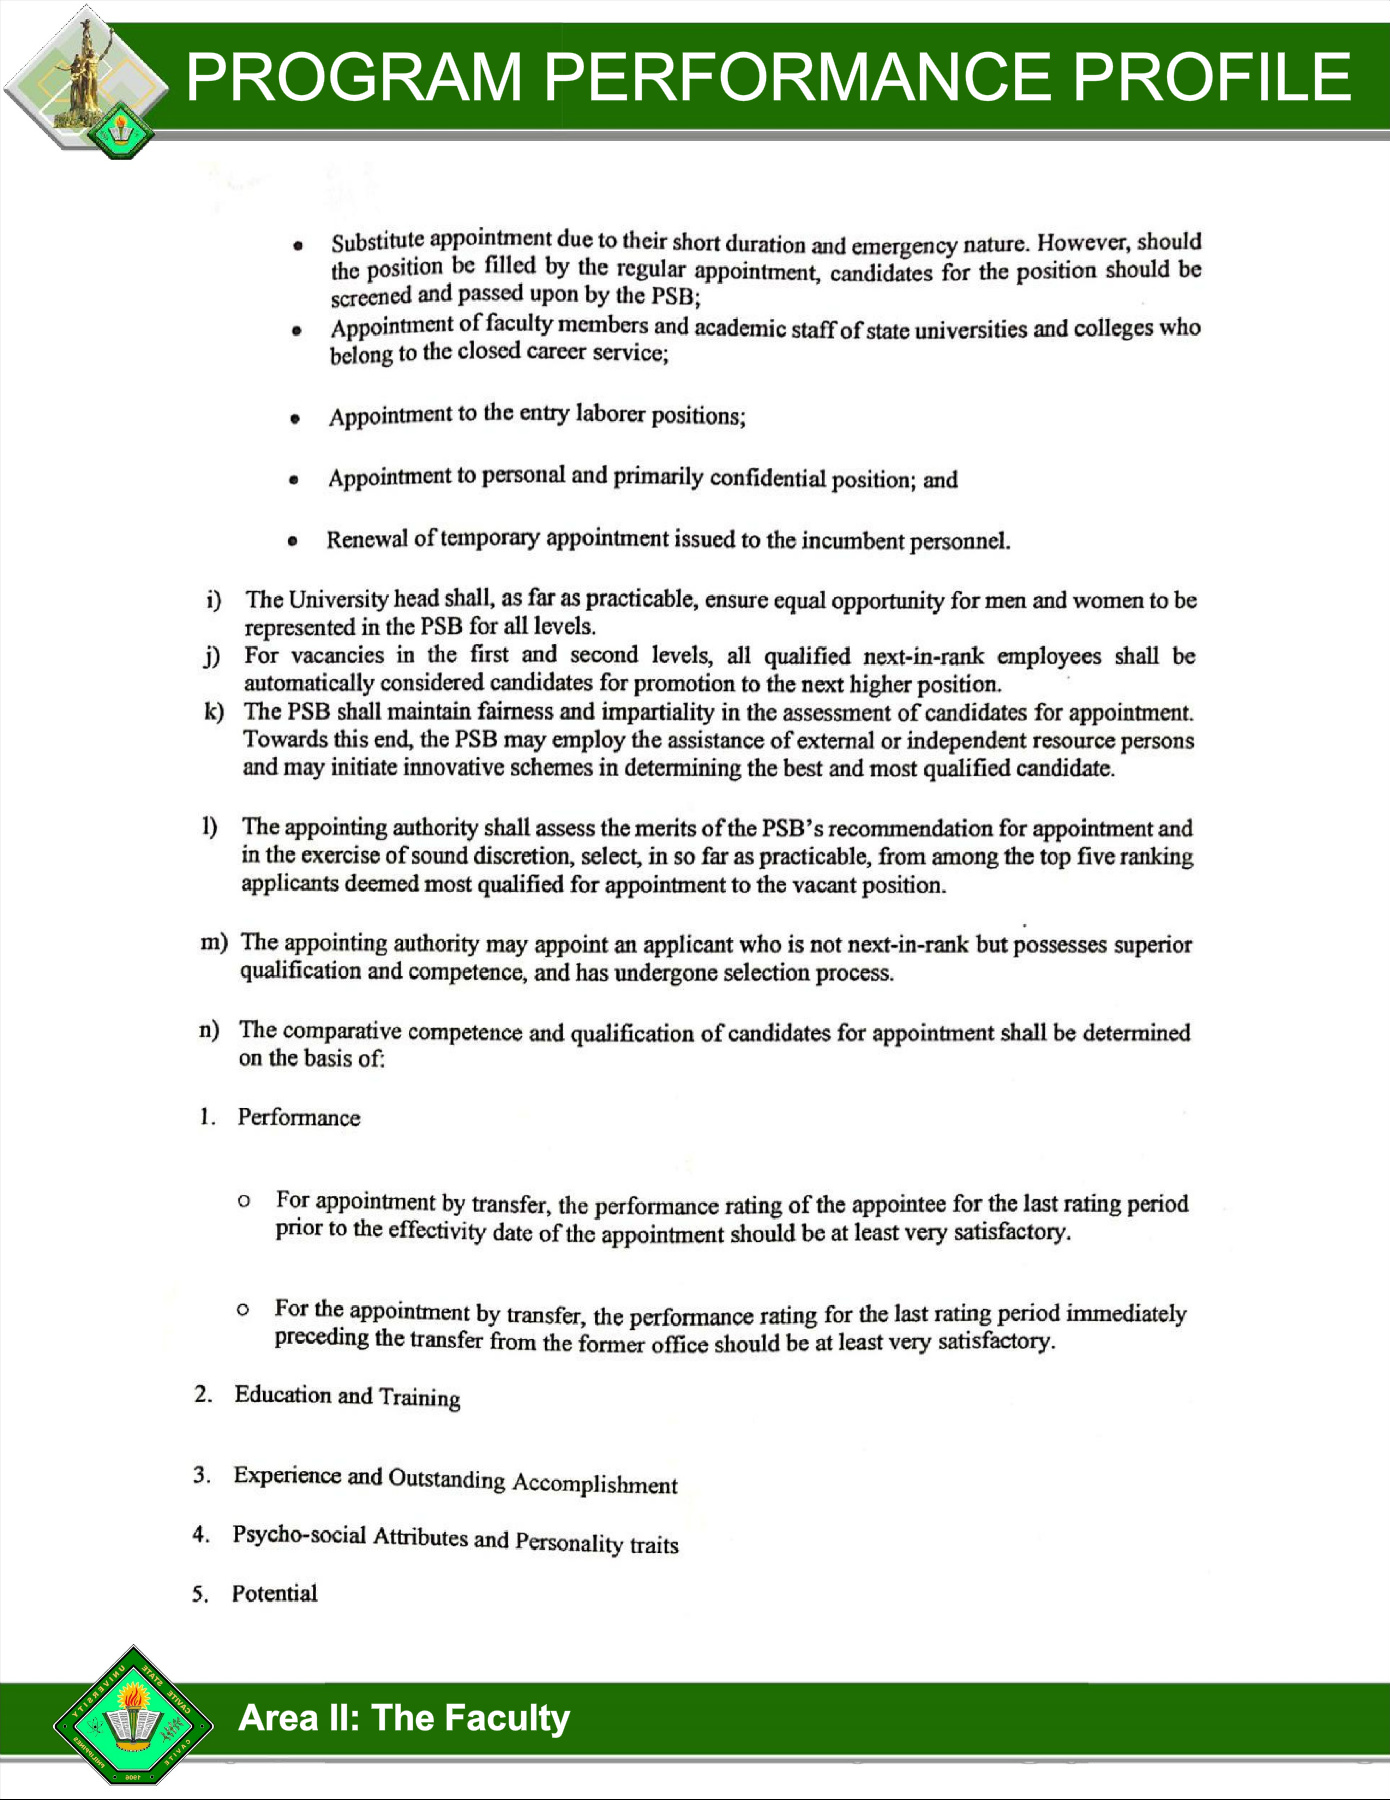 PROGRAM PERFORMANCE PROFILE
• Substitute appointment due to their short duration and emergency nature. However, should
the position be filled by the regular appointment, candidates for the position should be
screened and passed upon by the PSB;
• Appointment of faculty members and academic staff of state universities and colleges who
belong to the closed career service;
• Appointment to the entry laborer positions;
• Appointment to personal and primarily confidential position; and
• Renewal of temporary appointment issued to the incumbent personnel.
i) The University head shall, as far as practicable, ensure equal opportunity for men and women to be
represented in the PSB for all levels.
j) For vacancies in the first and second levels, all qualified next-in-rank employees shall be
automatically considered candidates for promotion to the next higher position.
k) The PSB shall maintain fairness and impartiality in the assessment of candidates for appointment.
Towards this end, the PSB may employ the assistance of external or independent resource persons
and may initiate innovative schemes in determining the best and most qualified candidate.
l) The appointing authority shall assess the merits of the PSB's recommendation for appointment and
in the exercise of sound discretion, select, in so far as practicable, from among the top five ranking
applicants deemed most qualified for appointment to the vacant position.
m) The appointing authority may appoint an applicant who is not next-in-rank but possesses superior
qualification and competence, and has undergone selection process.
n) The comparative competence and qualification of candidates for appointment shall be determined
on the basis of:
1. Performance
o For appointment by transfer, the performance rating of the appointee for the last rating period
prior to the effectivity date of the appointment should be at least very satisfactory.
o For the appointment by transfer, the performance rating for the last rating period immediately
preceding the transfer from the former office should be at least very satisfactory.
2. Education and Training
3. Experience and Outstanding Accomplishment
4. Psycho-social Attributes and Personality traits
5. Potential
CAVITE STATE UNIVERSITY
CAVITE
PHILIPPINES
1906
Area II: The Faculty